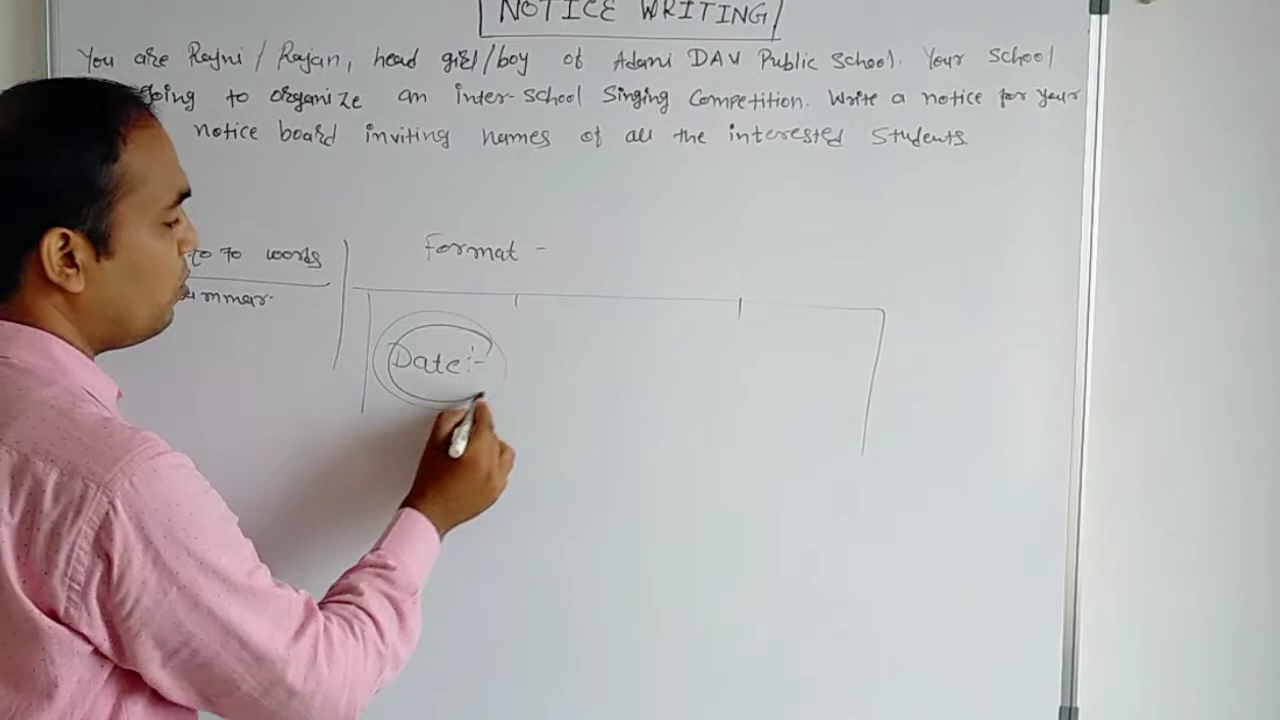 NOTICE WRITING
You are Rajni / Rajan, head girl/boy of Adani DAV Public School. Your School
going to organize an inter-School Singing Competition. Write a notice for your
notice board inviting names of all the interested Students.
to 70 words
Format -
Date:-